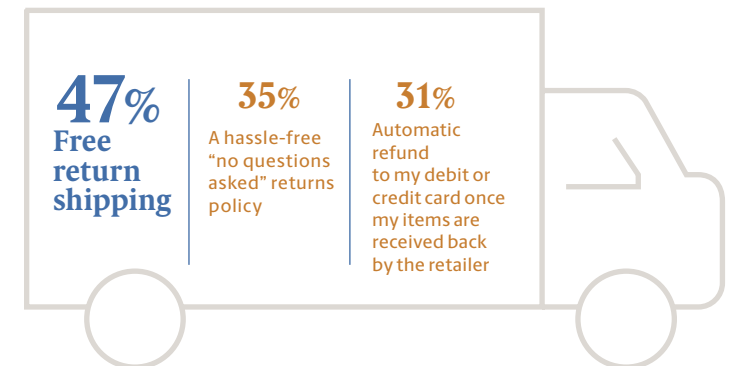 47%
Free
return
shipping
35%
A hassle-free
“no questions
asked” returns
policy
31%
Automatic
refund
to my debit or
credit card once
my items are
received back
by the retailer